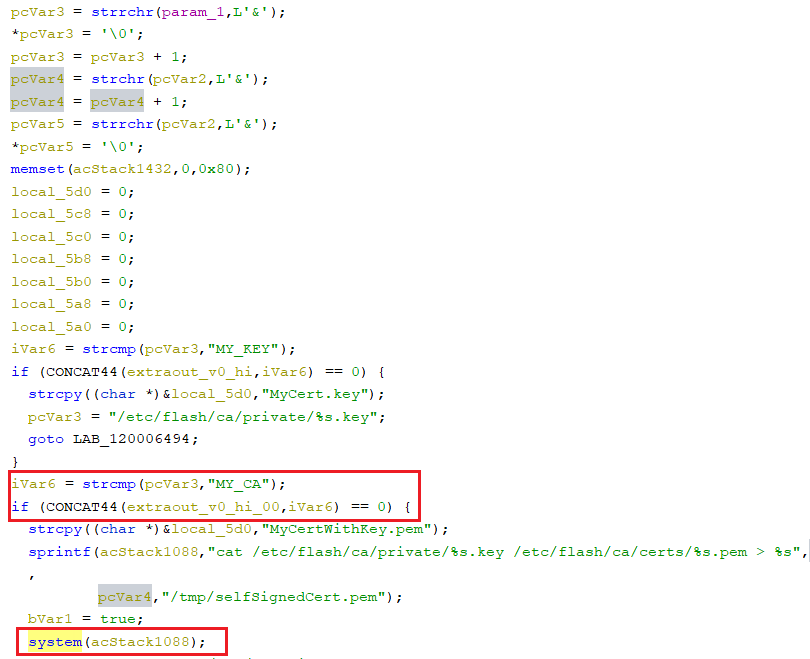 pcVar3 = strrchr(param_1,L'&');
*pcVar3 = '\0';
pcVar3 = pcVar3 + 1;
pcVar4 = strchr(pcVar2,L'&');
pcVar4 = pcVar4 + 1;
pcVar5 = strrchr(pcVar2,L'&');
*pcVar5 = '\0';
memset(acStack1432,0,0x80);
local_5d0 = 0;
local_5c8 = 0;
local_5c0 = 0;
local_5b8 = 0;
local_5b0 = 0;
local_5a8 = 0;
local_5a0 = 0;
iVar6 = strcmp(pcVar3,"MY_KEY");
if (CONCAT44(extraout_v0_hi,iVar6) == 0) {
strcpy((char *)&local_5d0,"MyCert.key");
pcVar3 = "/etc/flash/ca/private/%s.key";
goto LAB_120006494;
}
iVar6 = strcmp(pcVar3,"MY_CA");
if (CONCAT44(extraout_v0_hi_00,iVar6) == 0) {
strcpy((char *)&local_5d0,"MyCertWithKey.pem");
sprintf(acStack1088,"cat /etc/flash/ca/private/%s.key /etc/flash/ca/certs/%s.pem > %s",
,
pcVar4,"/tmp/selfSignedCert.pem");
bVar1 = true;
system(acStack1088);